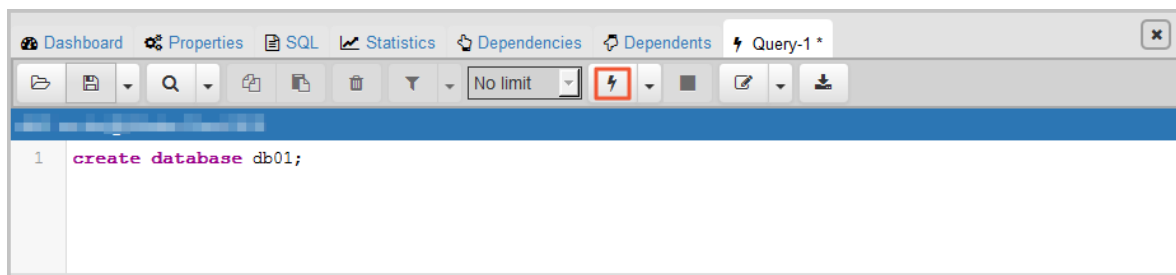 Dashboard Properties SQL Statistics Dependencies Dependents Query-1 *
No limit
1 create database db01;